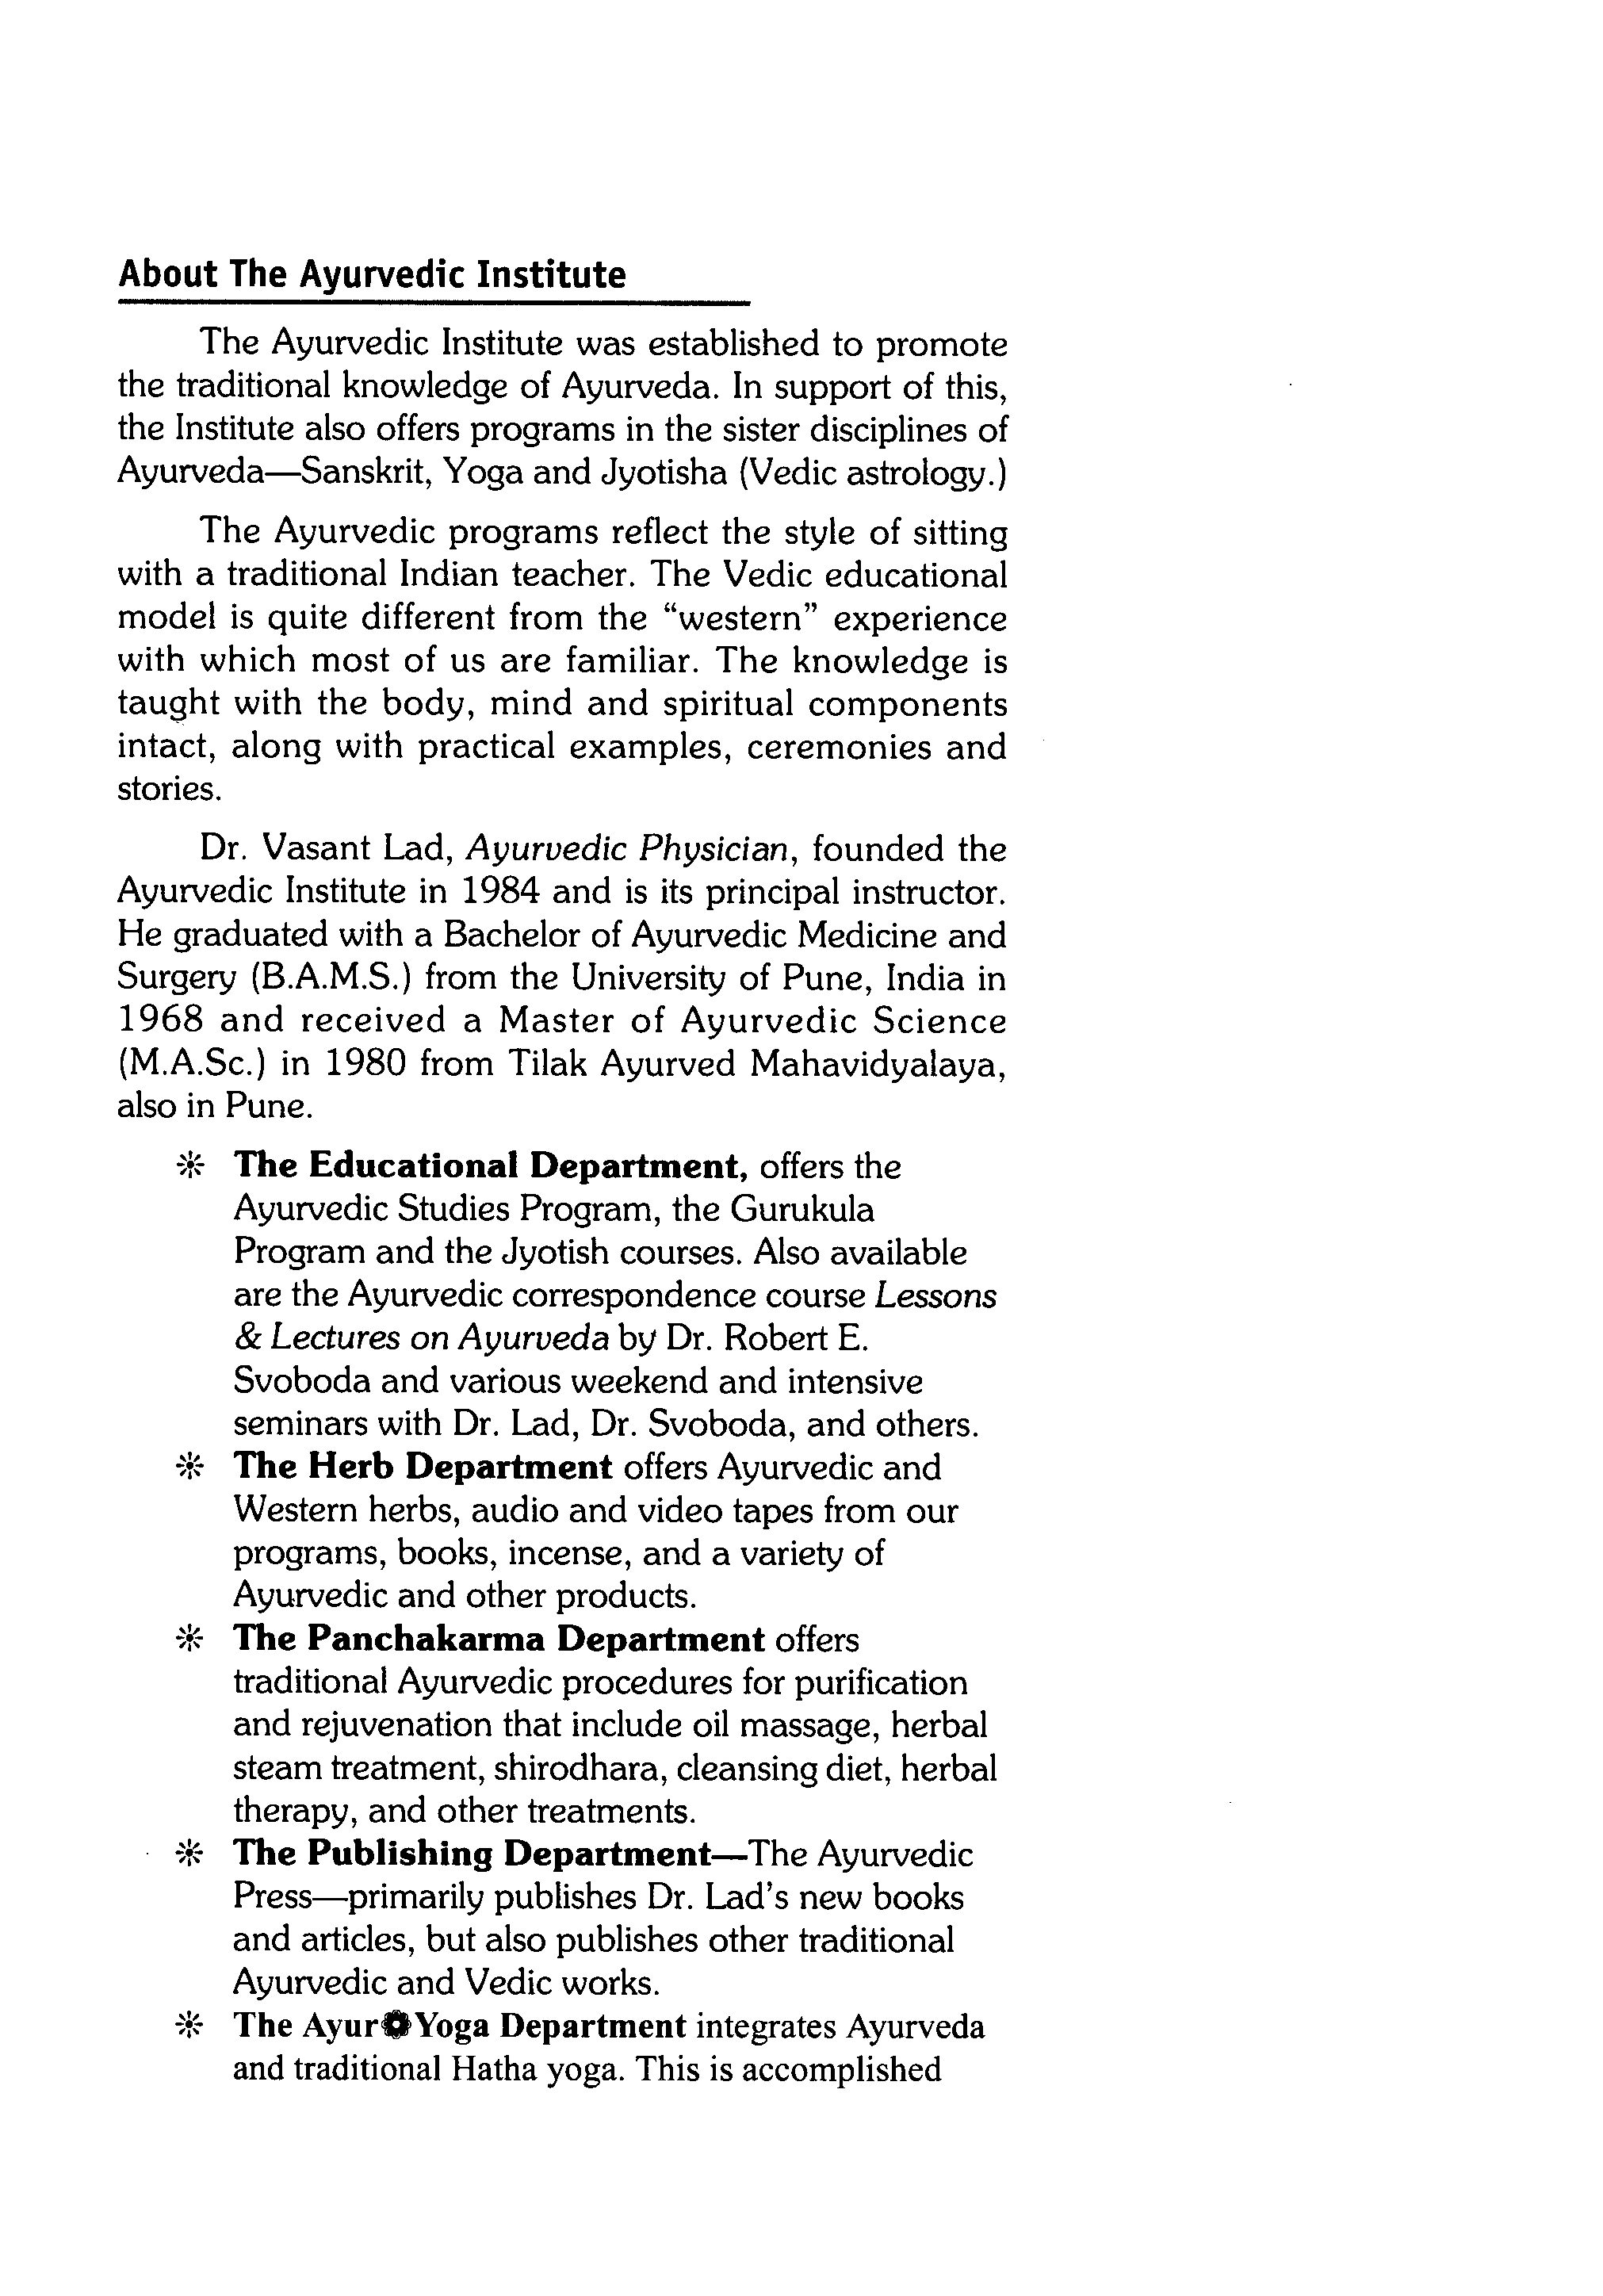 About The Ayurvedic Institute
The Ayurvedic Institute was established to promote
the traditional knowledge of Ayurveda. In support of this,
the Institute also offers programs in the sister disciplines of
Ayurveda—Sanskrit, Yoga and Jyotisha (Vedic astrology.)
The Ayurvedic programs reflect the style of sitting
with a traditional Indian teacher. The Vedic educational
model is quite different from the “western” experience
with which most of us are familiar. The knowledge is
taught with the body, mind and spiritual components
intact, along with practical examples, ceremonies and
stories.
Dr. Vasant Lad, Ayurvedic Physician, founded the
Ayurvedic Institute in 1984 and is its principal instructor.
He graduated with a Bachelor of Ayurvedic Medicine and
Surgery (B.A.M.S.) from the University of Pune, India in
1968 and received a Master of Ayurvedic Science
(M.A.Sc.) in 1980 from Tilak Ayurved Mahavidyalaya,
also in Pune.
❊ The Educational Department, offers the
Ayurvedic Studies Program, the Gurukula
Program and the Jyotish courses. Also available
are the Ayurvedic correspondence course Lessons
& Lectures on Ayurveda by Dr. Robert E.
Svoboda and various weekend and intensive
seminars with Dr. Lad, Dr. Svoboda, and others.
❊ The Herb Department offers Ayurvedic and
Western herbs, audio and video tapes from our
programs, books, incense, and a variety of
Ayurvedic and other products.
❊ The Panchakarma Department offers
traditional Ayurvedic procedures for purification
and rejuvenation that include oil massage, herbal
steam treatment, shirodhara, cleansing diet, herbal
therapy, and other treatments.
❊ The Publishing Department—The Ayurvedic
Press—primarily publishes Dr. Lad’s new books
and articles, but also publishes other traditional
Ayurvedic and Vedic works.
❊ The Ayur❁Yoga Department integrates Ayurveda
and traditional Hatha yoga. This is accomplished